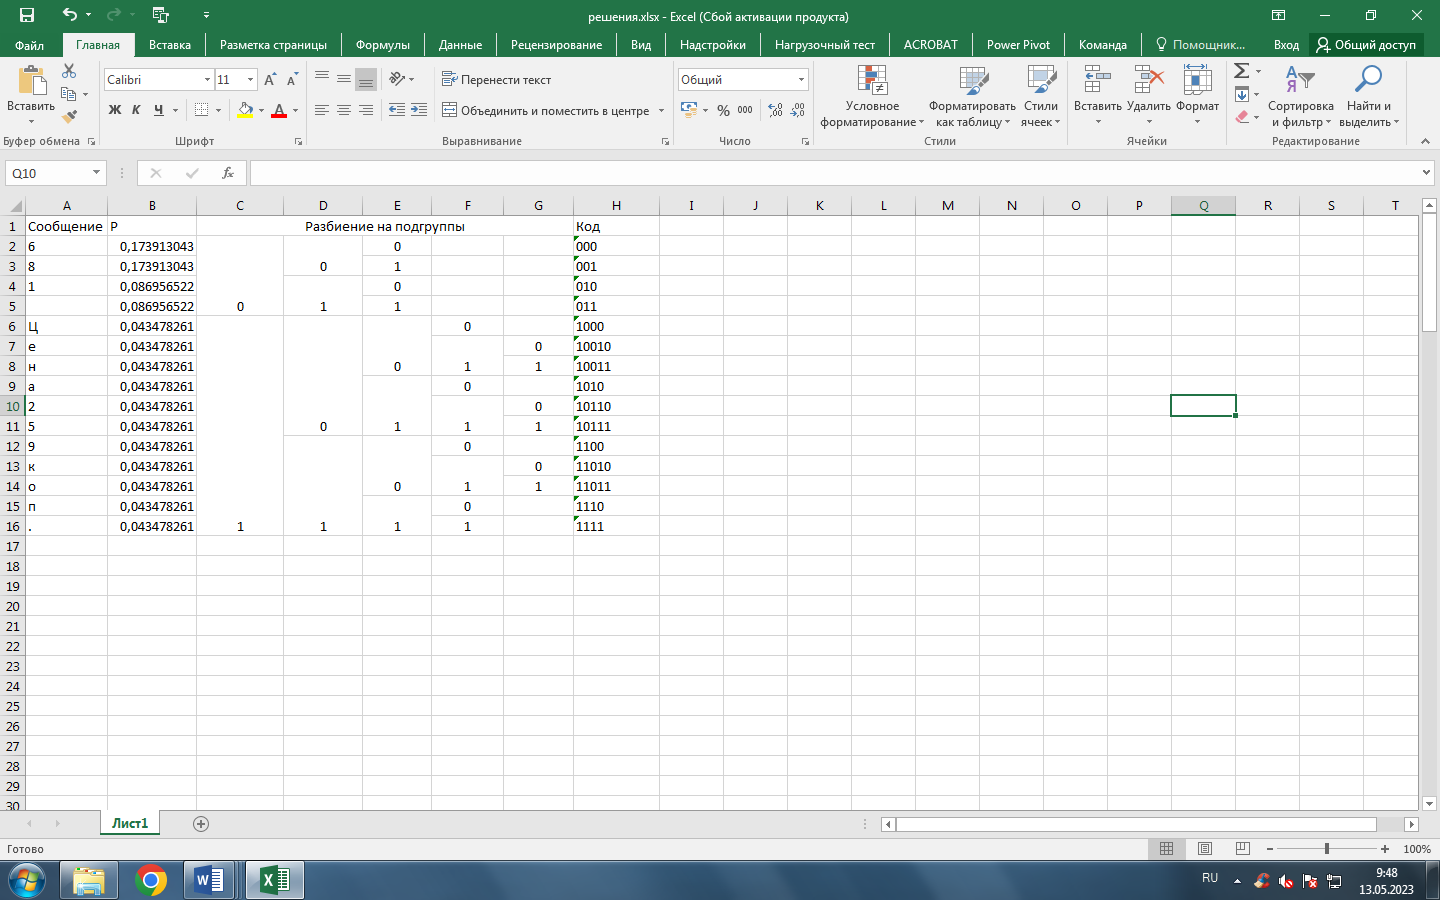 решения.xlsx - Excel (Сбой активации продукта)
Файл Главная Вставка Разметка страницы Формулы Данные Рецензирование Вид Надстройки Нагрузочный тест ACROBAT Power Pivot Команда Помощник... Вход Общий доступ
Вставить
Буфер обмена
Calibri 11
Ж К Ч А
Шрифт
Перенести текст
Объединить и поместить в центре
Выравнивание
Общий
% 000 ,00 ,00
Число
Условное форматирование
Форматировать как таблицу
Стили ячеек
Стили
Вставить Удалить Формат
Ячейки
Сортировка и фильтр
Найти и выделить
Редактирование
Q10 fx
A B C D E F G H I J K L M N O P Q R S T
1 Сообщение P Разбиение на подгруппы Код
2 6 0,173913043 0 000
3 8 0,173913043 0 1 001
4 1 0,086956522 0 010
5 0,086956522 0 1 1 011
6 Ц 0,043478261 0 1000
7 е 0,043478261 0 10010
8 н 0,043478261 0 1 1 10011
9 а 0,043478261 0 1010
10 2 0,043478261 0 10110
11 5 0,043478261 0 1 1 1 10111
12 9 0,043478261 0 1100
13 к 0,043478261 0 11010
14 о 0,043478261 0 1 1 11011
15 п 0,043478261 0 1110
16 . 0,043478261 1 1 1 1 1111
17
18
19
20
21
22
23
24
25
26
27
28
29
30
Лист1
Готово 100%
RU 9:48
13.05.2023